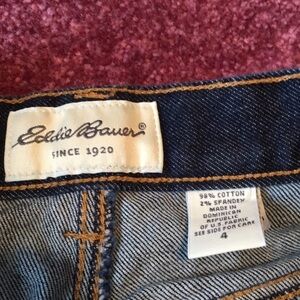 Eddie Bauer®
SINCE 1920
98% COTTON
2% SPANDEX
MADE IN
DOMINICAN
REPUBLIC
OF U.S. FABRIC
SEE SIDE FOR CARE
4